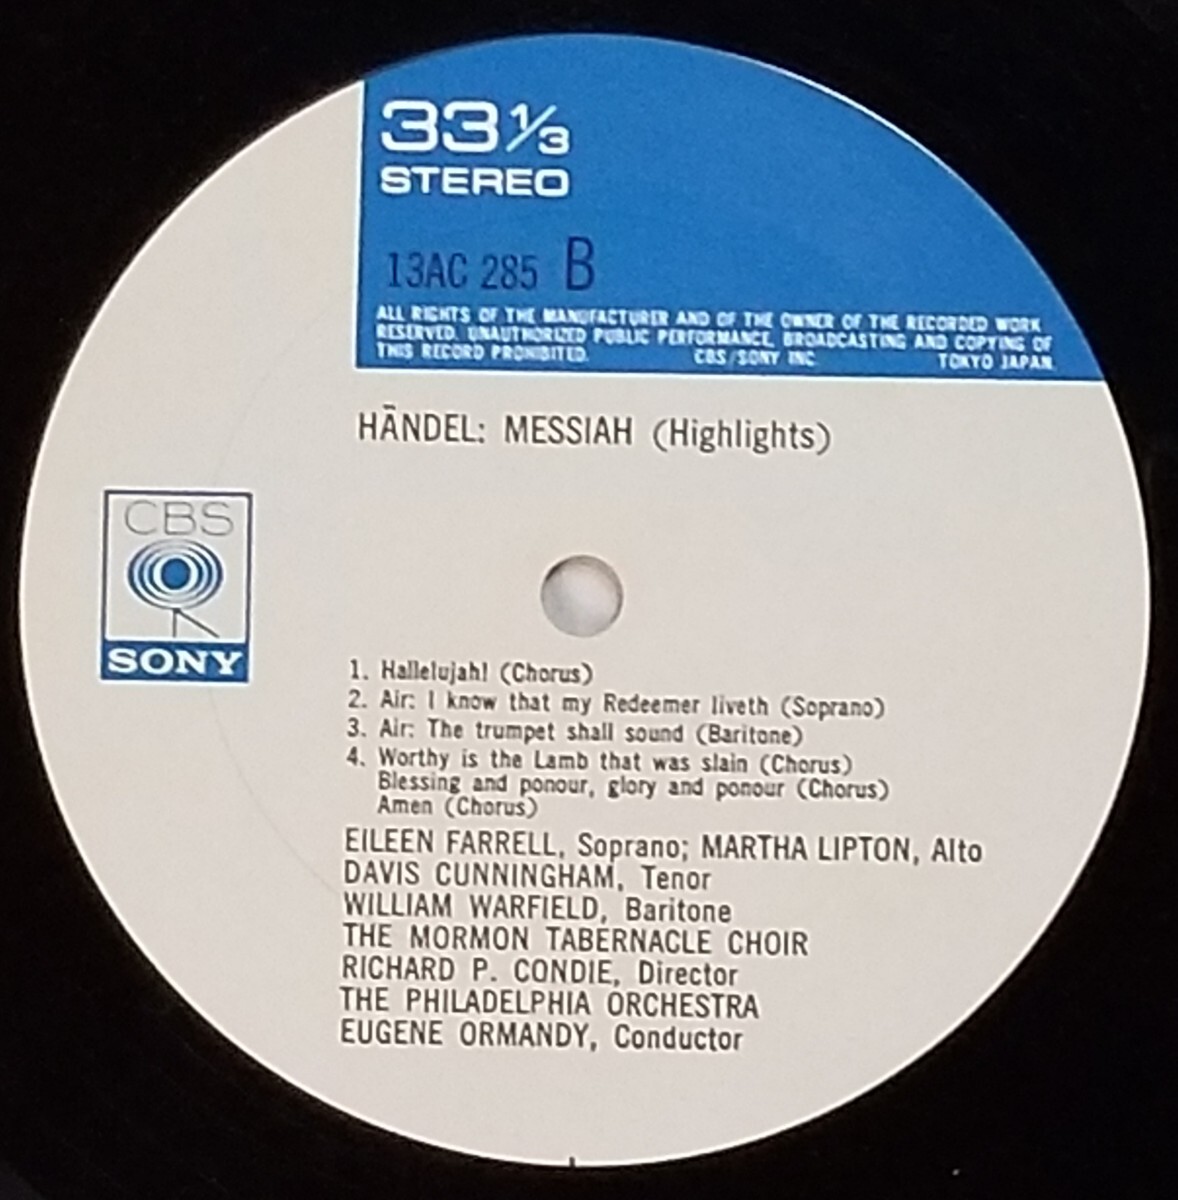 33 1/3
STEREO
13AC 285 B
ALL RIGHTS OF THE MANUFACTURER AND OF THE OWNER OF THE RECORDED WORK
RESERVED. UNAUTHORIZED PUBLIC PERFORMANCE, BROADCASTING AND COPYING OF
THIS RECORD PROHIBITED. CBS/SONY INC. TOKYO JAPAN
HÄNDEL: MESSIAH (Highlights)
CBS
SONY
1. Hallelujah! (Chorus)
2. Air: I know that my Redeemer liveth (Soprano)
3. Air: The trumpet shall sound (Baritone)
4. Worthy is the Lamb that was slain (Chorus)
Blessing and ponour, glory and ponour (Chorus)
Amen (Chorus)
EILEEN FARRELL, Soprano; MARTHA LIPTON, Alto
DAVIS CUNNINGHAM, Tenor
WILLIAM WARFIELD, Baritone
THE MORMON TABERNACLE CHOIR
RICHARD P. CONDIE, Director
THE PHILADELPHIA ORCHESTRA
EUGENE ORMANDY, Conductor